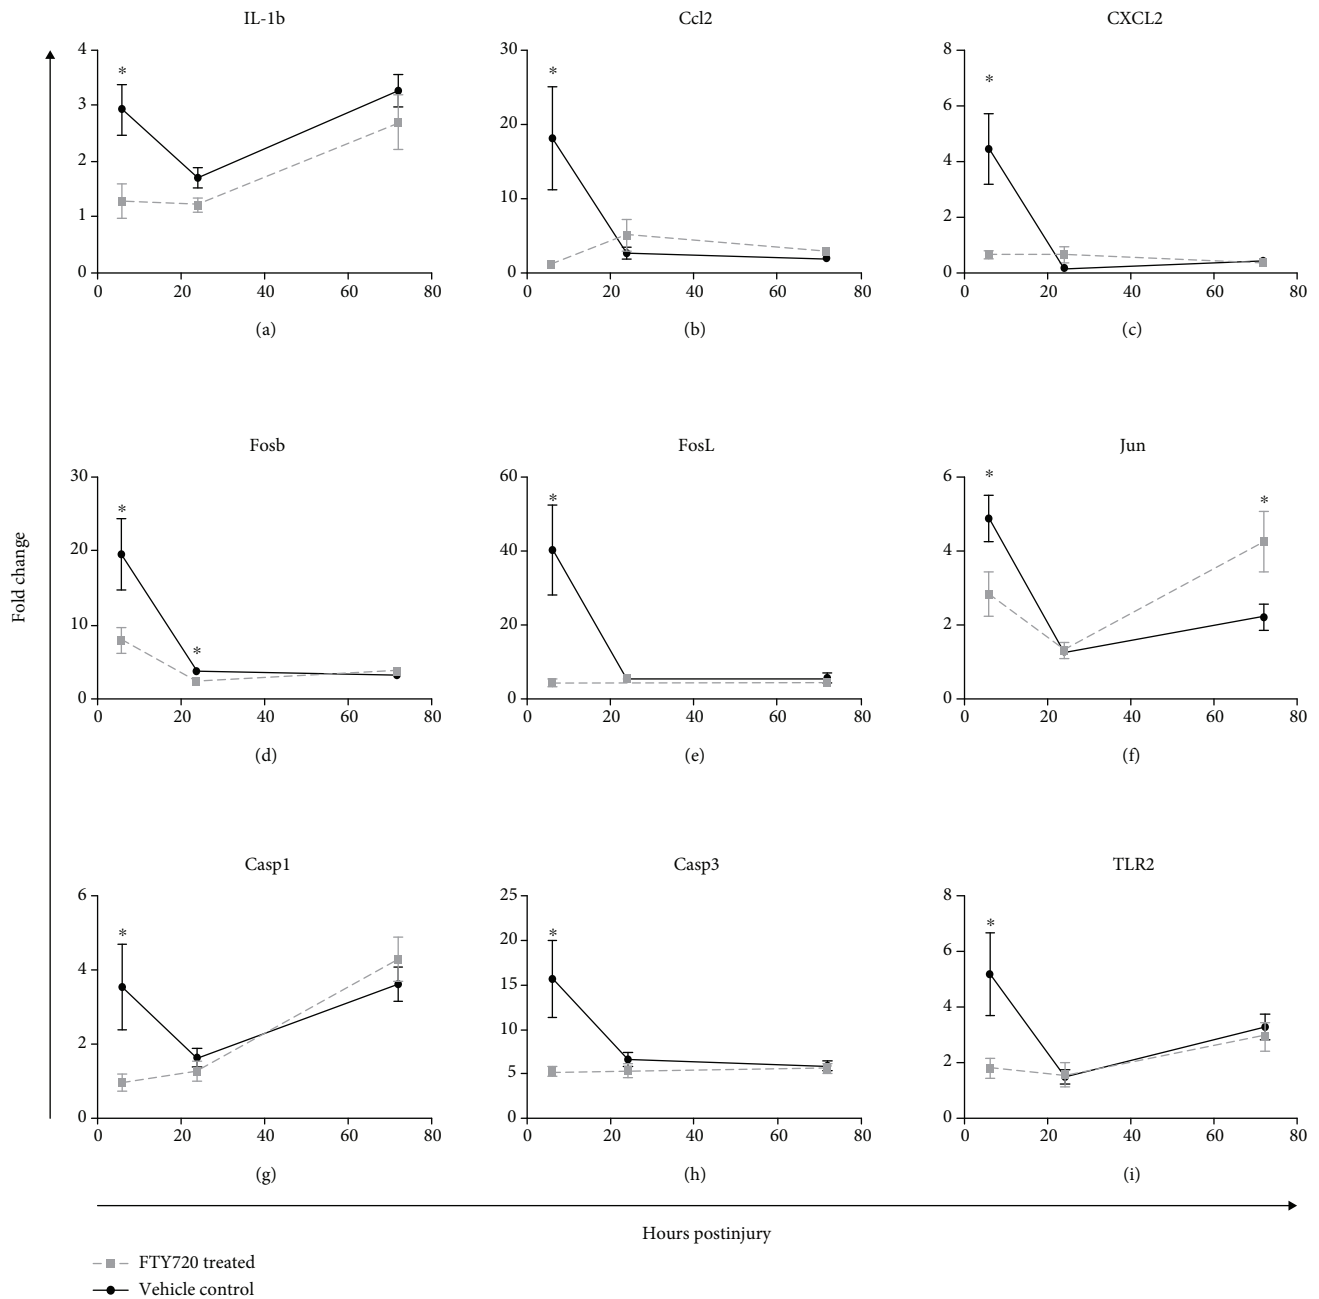 IL-1b
Ccl2
CXCL2
4
3
2
1
0
0 20 40 60 80
*
(a)
30
20
10
0
0 20 40 60 80
*
(b)
8
6
4
2
0
0 20 40 60 80
*
(c)
Fosb
FosL
Jun
30
20
10
0
0 20 40 60 80
*
*
(d)
60
40
20
0
0 20 40 60 80
*
(e)
6
4
2
0
0 20 40 60 80
*
*
(f)
Fold change
Casp1
Casp3
TLR2
6
4
2
0
0 20 40 60 80
*
(g)
25
20
15
10
5
0
0 20 40 60 80
*
(h)
8
6
4
2
0
0 20 40 60 80
*
(i)
Hours postinjury
FTY720 treated
Vehicle control